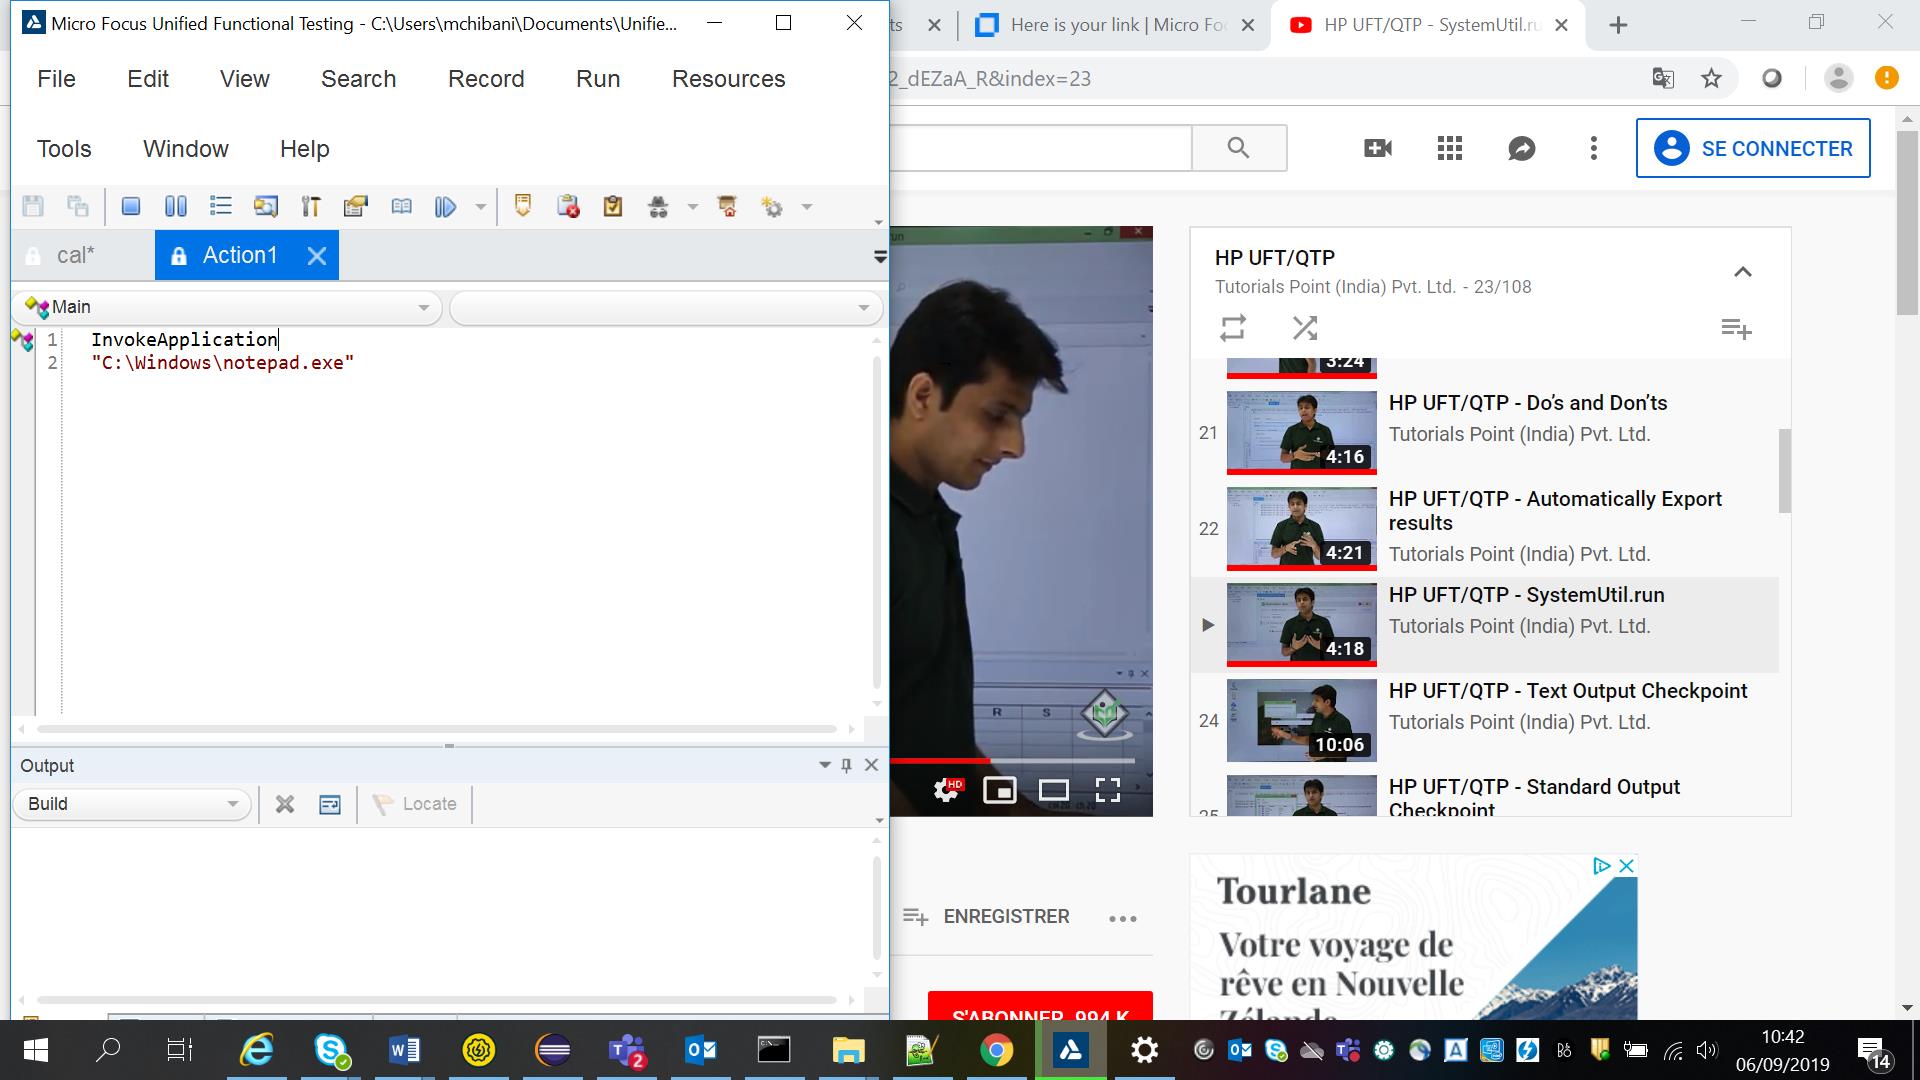 Micro Focus Unified Functional Testing - C:\Users\mchibani\Documents\Unifie...
File Edit View Search Record Run Resources
Tools Window Help
cal*
Action1
Main
1 InvokeApplication
2 "C:\Windows\notepad.exe"
Output
Build
Locate
ts
Here is your link | Micro Fo
HP UFT/QTP - SystemUtil.ru
2_dEZaA_R&index=23
SE CONNECTER
run
R S
HD
ENREGISTRER
S'ABONNER 994 K
HP UFT/QTP
Tutorials Point (India) Pvt. Ltd. - 23/108
3:24
21
4:16
HP UFT/QTP - Do’s and Don’ts
Tutorials Point (India) Pvt. Ltd.
22
4:21
HP UFT/QTP - Automatically Export
results
Tutorials Point (India) Pvt. Ltd.
4:18
HP UFT/QTP - SystemUtil.run
Tutorials Point (India) Pvt. Ltd.
24
10:06
HP UFT/QTP - Text Output Checkpoint
Tutorials Point (India) Pvt. Ltd.
25
HP UFT/QTP - Standard Output
Checkpoint
Tourlane
Votre voyage de
rêve en Nouvelle
Zélande
2
10:42
06/09/2019
14